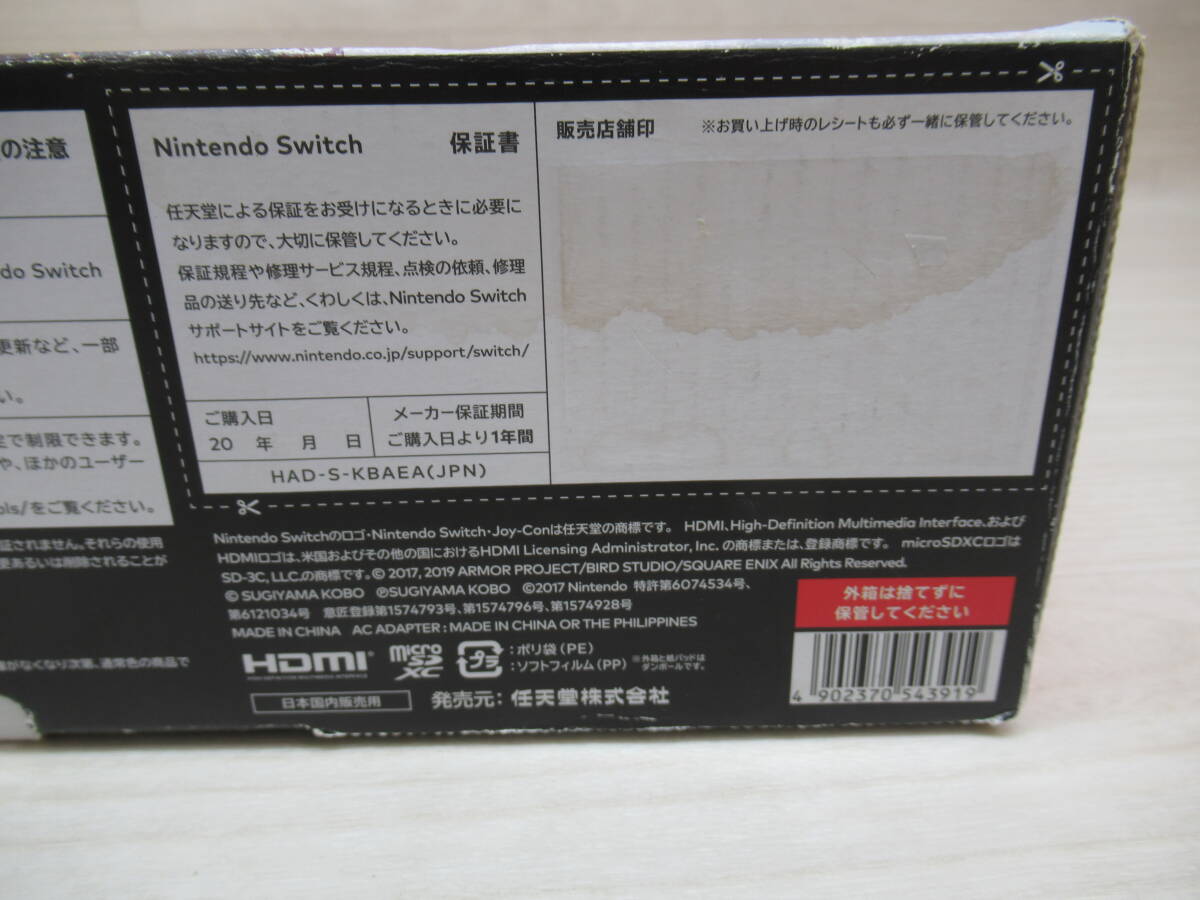 の注意
do Switch
更新など、一部
い。
定で制限できます。
や、ほかのユーザー
ols/をご覧ください。
証されません。それらの使用
更あるいは削除されることが
がなくなり次第、通常色の商品で
Nintendo Switch 保証書
任天堂による保証をお受けになるときに必要に
なりますので、大切に保管してください。
保証規程や修理サービス規程、点検の依頼、修理
品の送り先など、くわしくは、Nintendo Switch
サポートサイトをご覧ください。
https://www.nintendo.co.jp/support/switch/
ご購入日
20 年 月 日
メーカー保証期間
ご購入日より1年間
HAD-S-KBAEA(JPN)
販売店舗印 ※お買い上げ時のレシートも必ず一緒に保管してください。
Nintendo Switchのロゴ・Nintendo Switch・Joy-Conは任天堂の商標です。 HDMI、High-Definition Multimedia Interface、および
HDMIロゴは、米国およびその他の国におけるHDMI Licensing Administrator, Inc. の商標または、登録商標です。 microSDXCロゴは
SD-3C, LLC.の商標です。© 2017, 2019 ARMOR PROJECT/BIRD STUDIO/SQUARE ENIX All Rights Reserved.
© SUGIYAMA KOBO ℗SUGIYAMA KOBO ©2017 Nintendo 特許第6074534号、
第6121034号 意匠登録第1574793号、第1574796号、第1574928号
MADE IN CHINA AC ADAPTER : MADE IN CHINA OR THE PHILIPPINES
HDMI®
HIGH-DEFINITION MULTIMEDIA INTERFACE
micro SD XC
プラ
: ポリ袋(PE)
: ソフトフィルム(PP)
※外箱と紙パッドは
ダンボールです。
日本国内販売用
発売元: 任天堂株式会社
外箱は捨てずに
保管してください
4 902370 543919